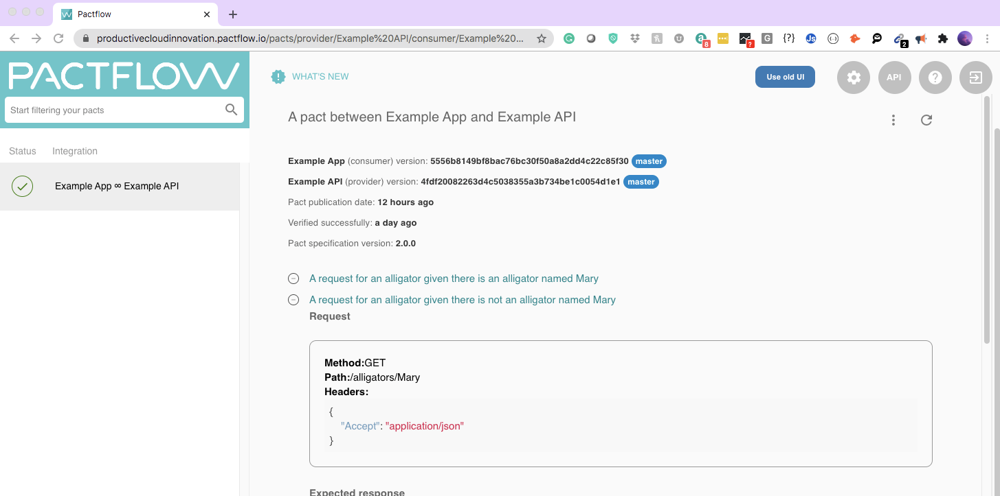 Pactflow
productivecloudinnovation.pactflow.io/pacts/provider/Example%20API/consumer/Example%20...
8
?
G
{?}
JS
2
PACTFLOW
WHAT'S NEW
Use old UI
API
Start filtering your pacts
A pact between Example App and Example API
Status Integration
Example App ∞ Example API
Example App (consumer) version: 5556b8149bf8bac76bc30f50a8a2dd4c22c85f30 master
Example API (provider) version: 4fdf20082263d4c5038355a3b734be1c0054d1e1 master
Pact publication date: 12 hours ago
Verified successfully: a day ago
Pact specification version: 2.0.0
A request for an alligator given there is an alligator named Mary
A request for an alligator given there is not an alligator named Mary
Request
Method:GET
Path:/alligators/Mary
Headers:
{
"Accept": "application/json"
}
Expected response